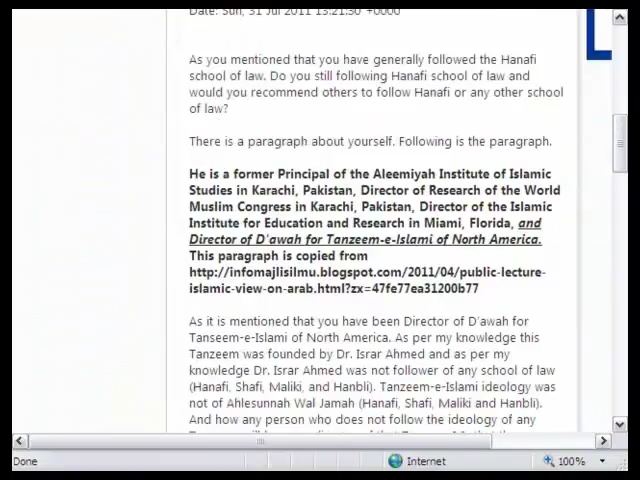 Date: Sun, 31 Jul 2011 13:21:30 +0000
As you mentioned that you have generally followed the Hanafi
school of law. Do you still following Hanafi school of law and
would you recommend others to follow Hanafi or any other school
of law?
There is a paragraph about yourself. Following is the paragraph.
He is a former Principal of the Aleemiyah Institute of Islamic
Studies in Karachi, Pakistan, Director of Research of the World
Muslim Congress in Karachi, Pakistan, Director of the Islamic
Institute for Education and Research in Miami, Florida, and
Director of D'awah for Tanzeem-e-Islami of North America.
This paragraph is copied from
http://infomajlisilmu.blogspot.com/2011/04/public-lecture-
islamic-view-on-arab.html?zx=47fe77ea31200b77
As it is mentioned that you have been Director of D'awah for
Tanseem-e-Islami of North America. As per my knowledge this
Tanzeem was founded by Dr. Israr Ahmed and as per my
knowledge Dr. Israr Ahmed was not follower of any school of law
(Hanafi, Shafi, Maliki, and Hanbli). Tanzeem-e-Islami ideology was
not of Ahlesunnah Wal Jamah (Hanafi, Shafi, Maliki and Hanbli).
And how any person who does not follow the ideology of any
Done
Internet
100%